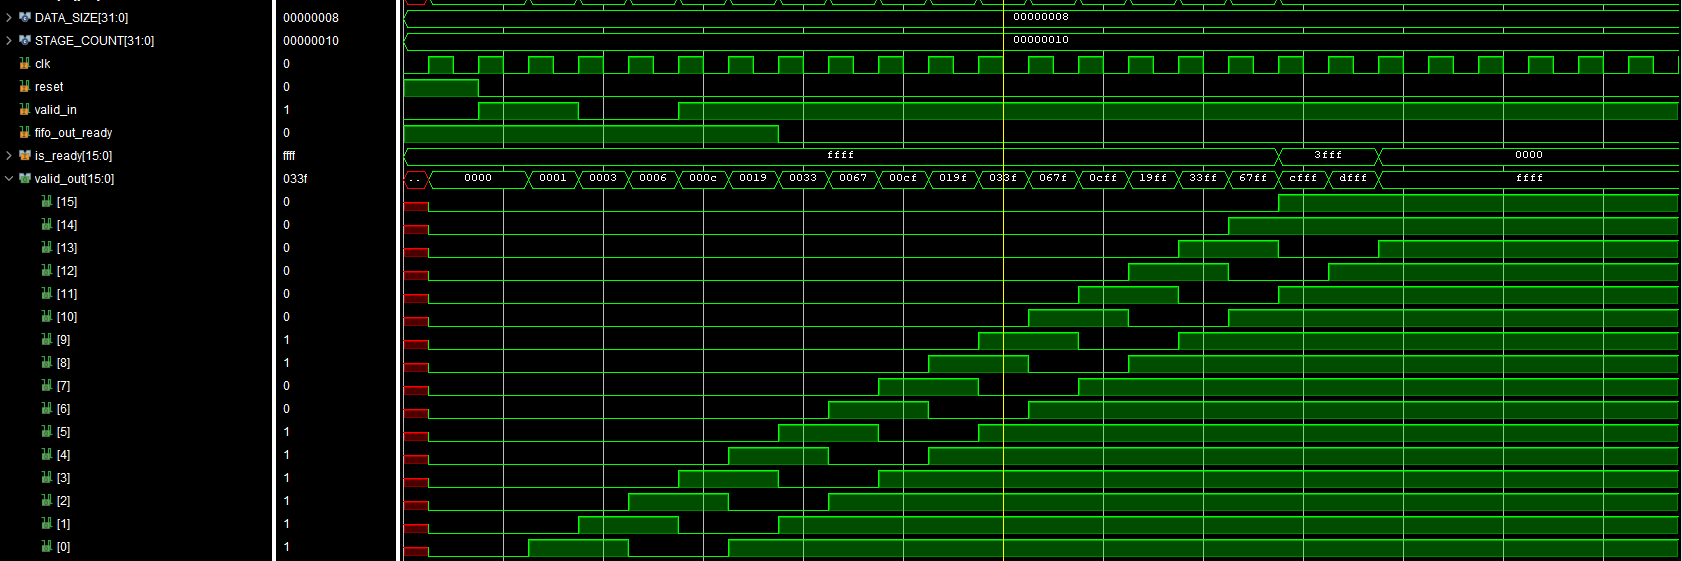 DATA_SIZE[31:0] 00000008 00000008
STAGE_COUNT[31:0] 00000010 00000010
clk 0
reset 0
valid_in 1
fifo_out_ready 0
is_ready[15:0] ffff ffff 3fff 0000
valid_out[15:0] 033f .. 0000 0001 0003 0006 000c 0019 0033 0067 00cf 019f 033f 067f 0cff 19ff 33ff 67ff cfff dfff ffff
[15] 0
[14] 0
[13] 0
[12] 0
[11] 0
[10] 0
[9] 1
[8] 1
[7] 0
[6] 0
[5] 1
[4] 1
[3] 1
[2] 1
[1] 1
[0] 1